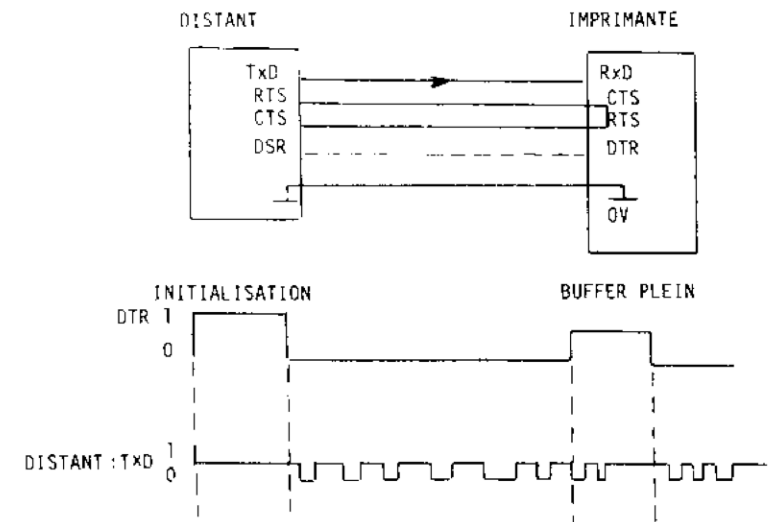 DISTANT IMPRIMANTE
TxD RxD
RTS CTS
CTS RTS
DSR DTR
0V
INITIALISATION BUFFER PLEIN
DTR 1
0
DISTANT :TXD 1
0